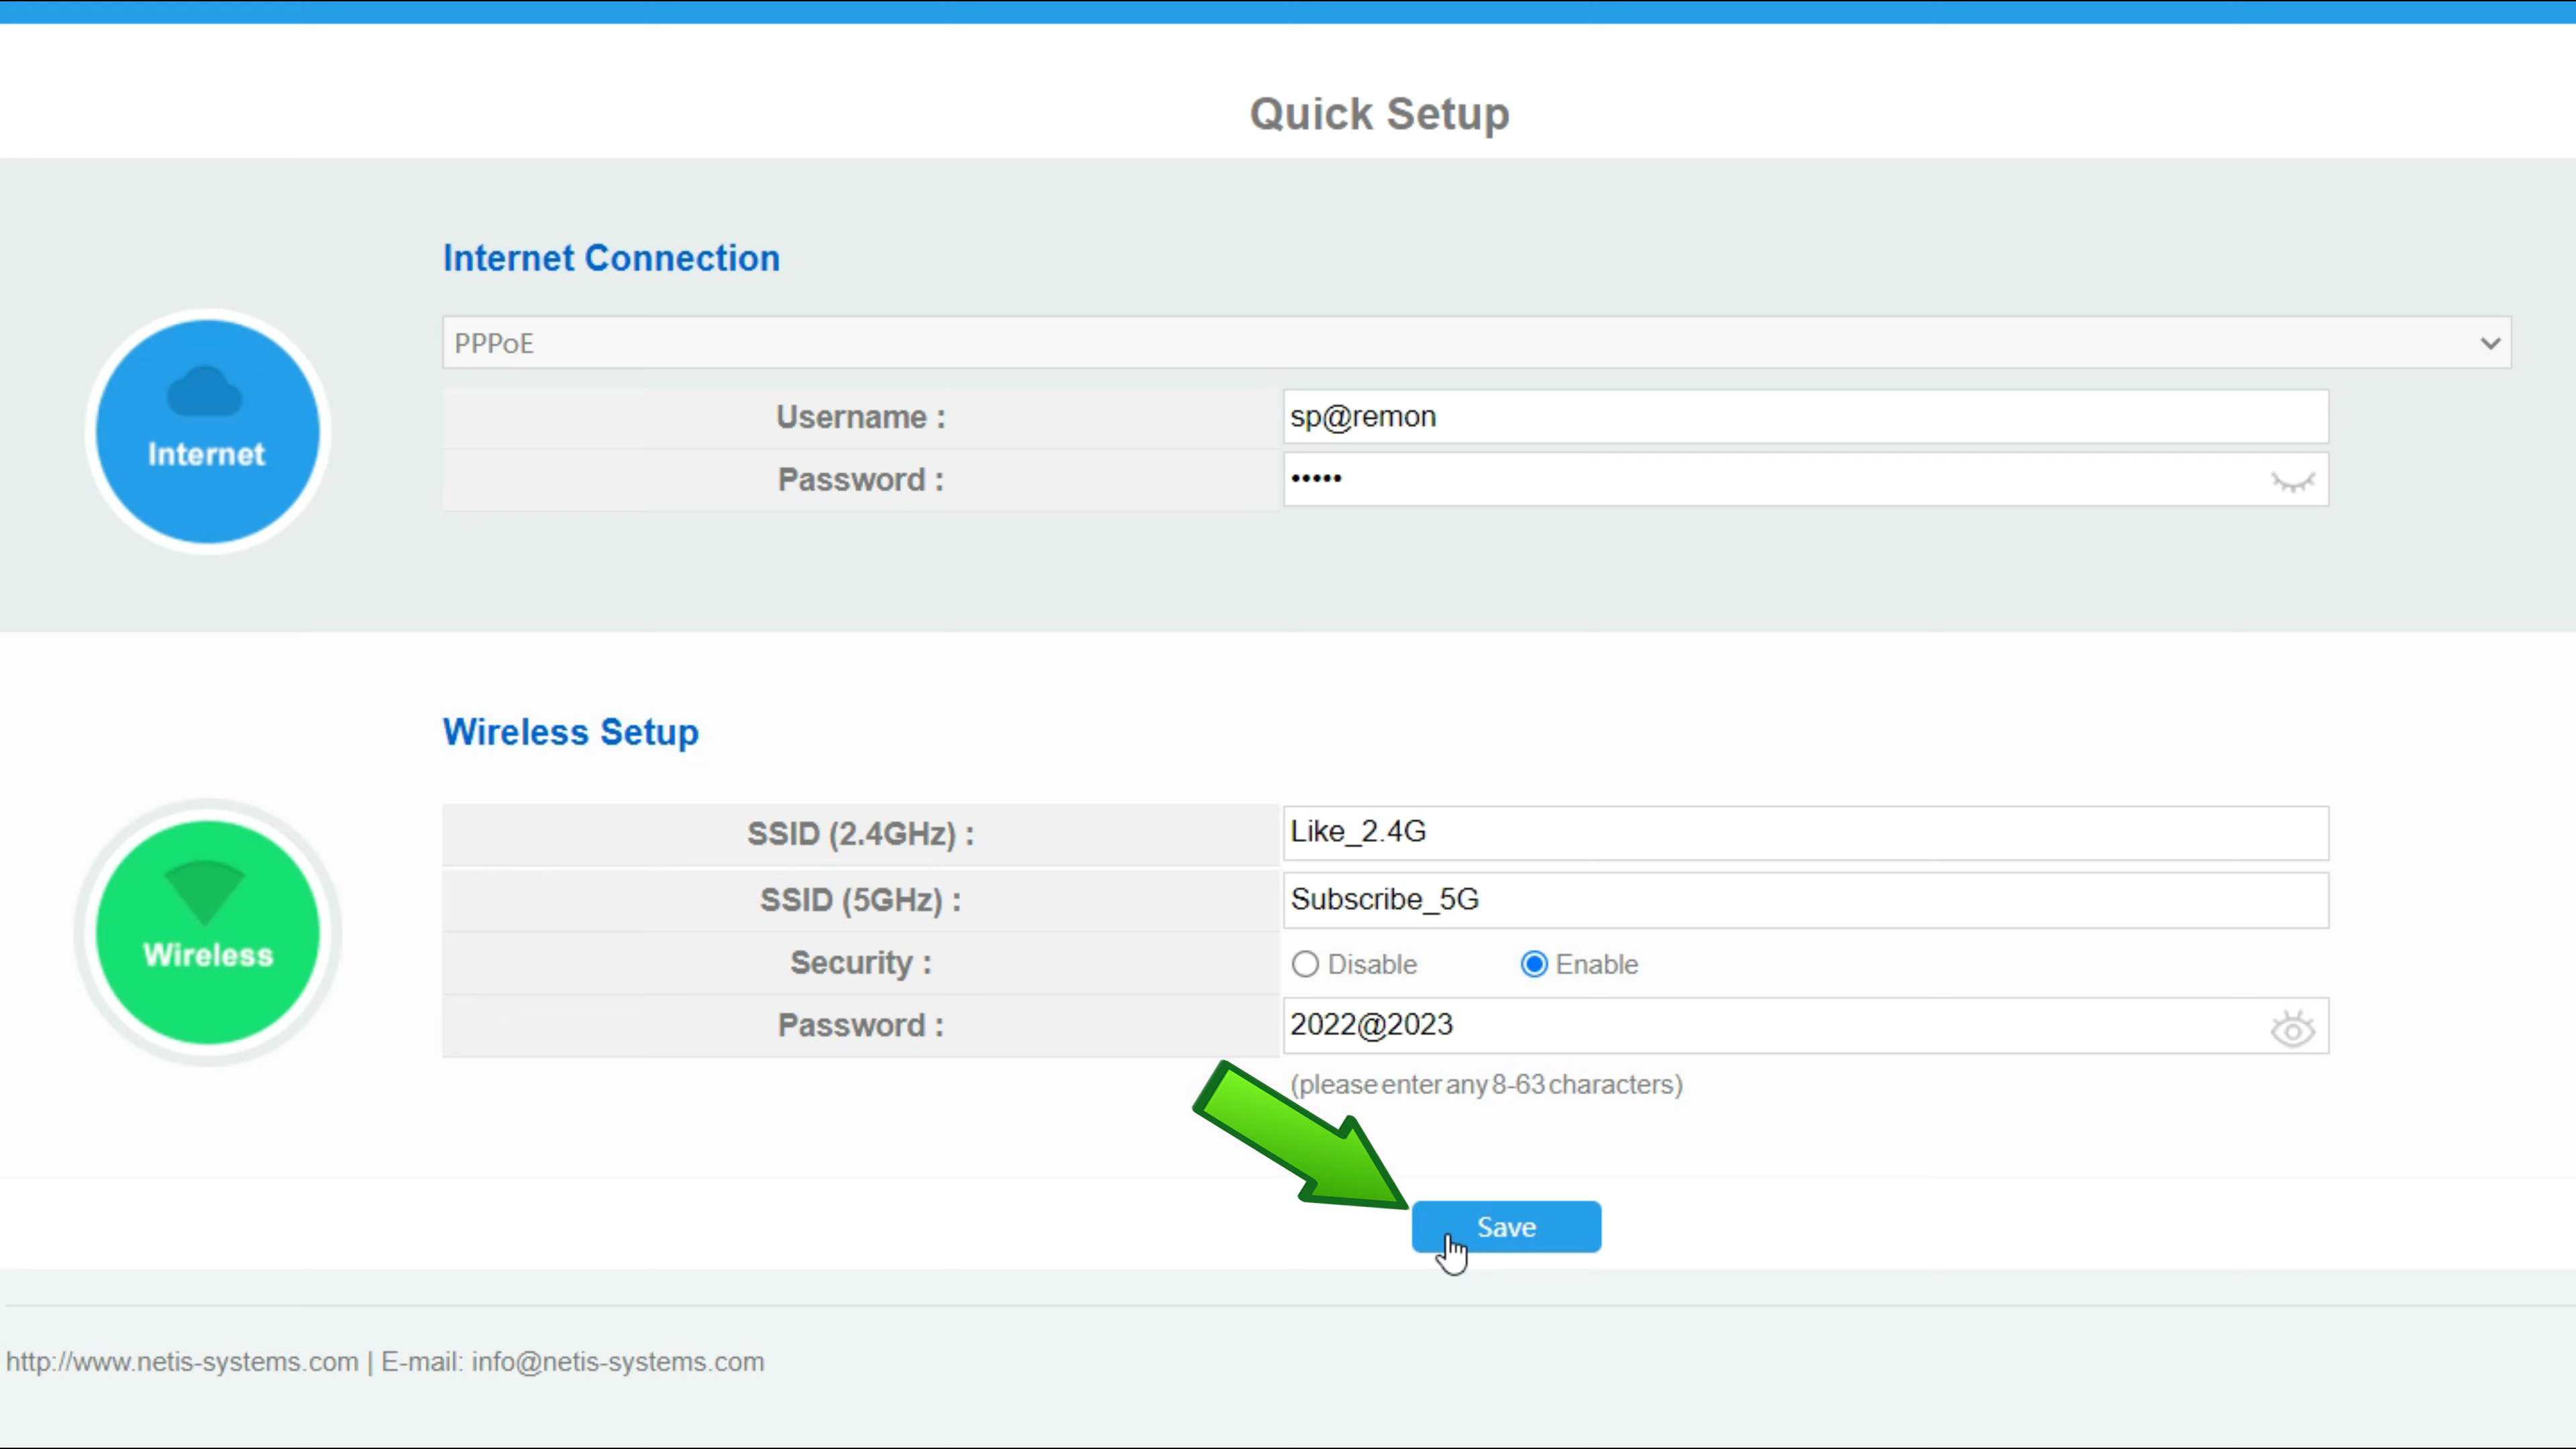 Quick Setup
Internet Connection
PPPoE
Internet
Username :
sp@remon
Password :
•••••
Wireless Setup
SSID (2.4GHz) :
Like_2.4G
SSID (5GHz) :
Subscribe_5G
Wireless
Security :
Disable
Enable
Password :
2022@2023
(please enter any 8-63 characters)
Save
http://www.netis-systems.com | E-mail: info@netis-systems.com